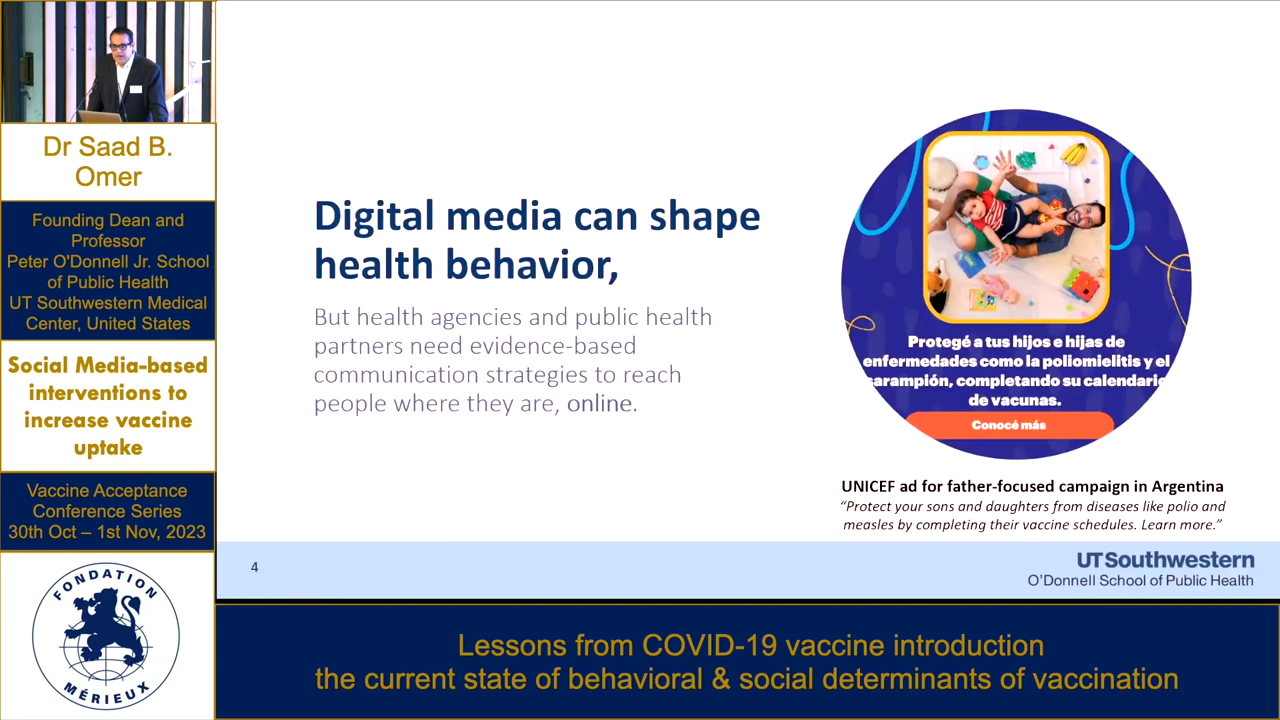 Dr Saad B.
Omer
Founding Dean and
Professor
Peter O'Donnell Jr. School
of Public Health
UT Southwestern Medical
Center, United States
Social Media-based
interventions to
increase vaccine
uptake
Vaccine Acceptance
Conference Series
30th Oct – 1st Nov, 2023
FONDATION
MÉRIEUX
Digital media can shape
health behavior,
But health agencies and public health
partners need evidence-based
communication strategies to reach
people where they are, online.
Protegé a tus hijos e hijas de
enfermedades como la poliomielitis y el
sarampión, completando su calendario
de vacunas.
Conocé más
UNICEF ad for father-focused campaign in Argentina
“Protect your sons and daughters from diseases like polio and
measles by completing their vaccine schedules. Learn more.”
4
UTSouthwestern
O’Donnell School of Public Health
Lessons from COVID-19 vaccine introduction
the current state of behavioral & social determinants of vaccination